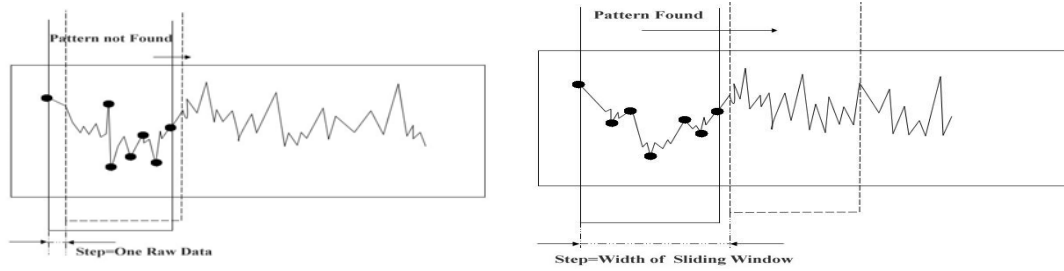 Pattern not Found
Step=One Raw Data
Pattern Found
Step=Width of Sliding Window